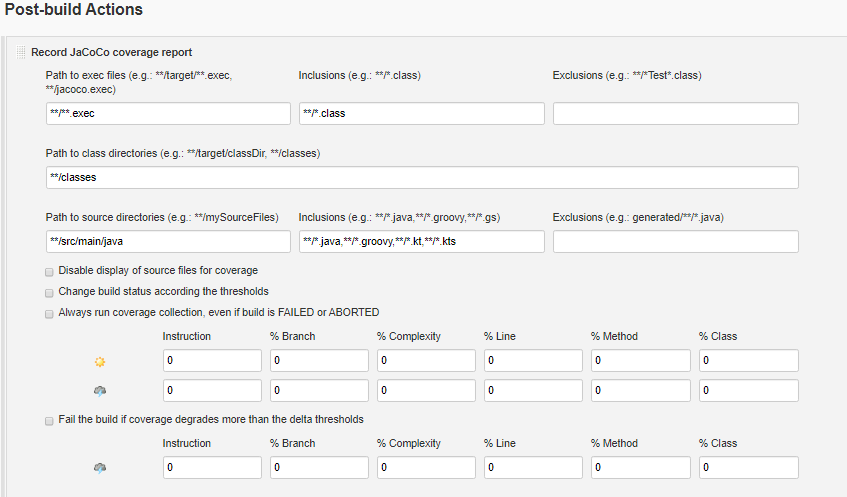 Post-build Actions
Record JaCoCo coverage report
Path to exec files (e.g.: **/target/**.exec, **/jacoco.exec) Inclusions (e.g.: **/*.class) Exclusions (e.g.: **/*Test*.class)
**/**.exec **/*.class
Path to class directories (e.g.: **/target/classDir, **/classes)
**/classes
Path to source directories (e.g.: **/mySourceFiles) Inclusions (e.g.: **/*.java,**/*.groovy,**/*.gs) Exclusions (e.g.: generated/**/*.java)
**/src/main/java **/*.java,**/*.groovy,**/*.kt,**/*.kts
Disable display of source files for coverage
Change build status according the thresholds
Always run coverage collection, even if build is FAILED or ABORTED
Instruction % Branch % Complexity % Line % Method % Class
0 0 0 0 0 0
0 0 0 0 0 0
Fail the build if coverage degrades more than the delta thresholds
Instruction % Branch % Complexity % Line % Method % Class
0 0 0 0 0 0